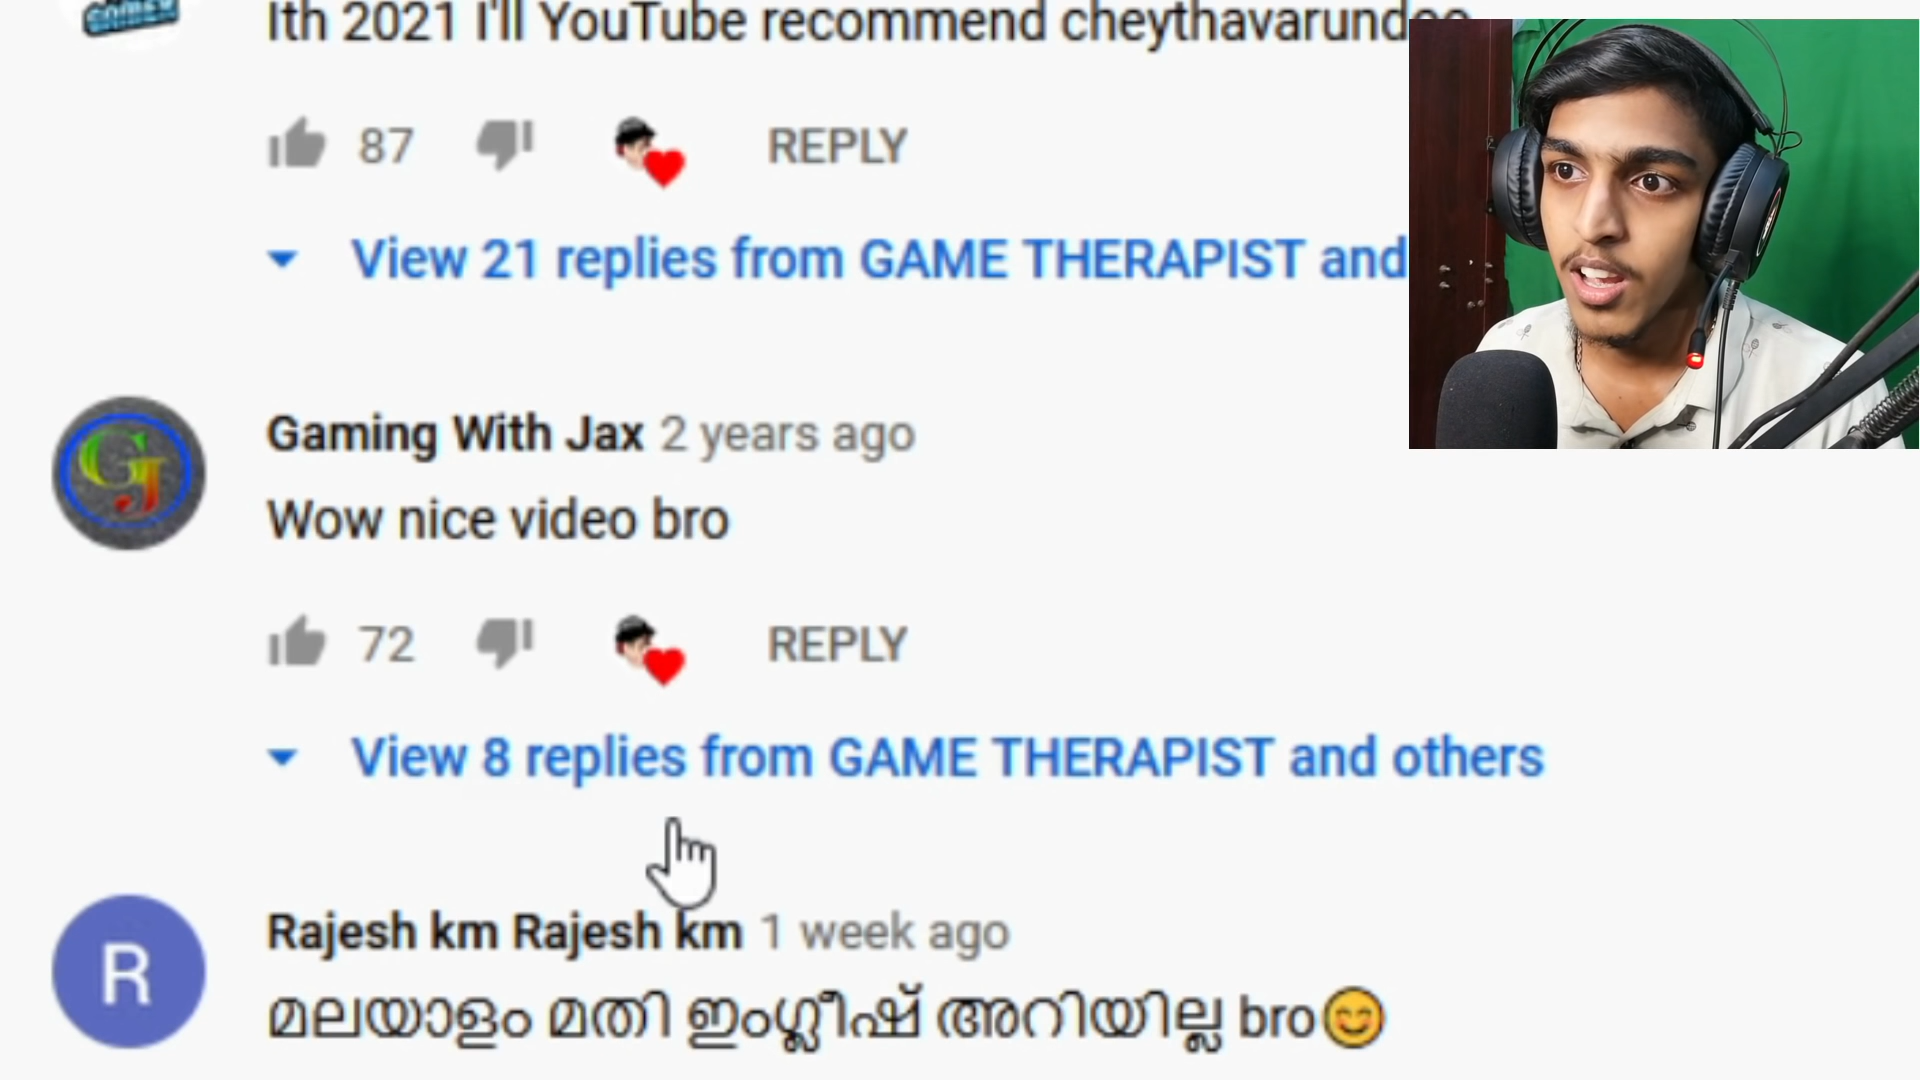 GAMER
Ith 2021 I'll YouTube recommend
87 REPLY
View 21 replies from GAME THERAPIST and
GJ
Gaming With Jax 2 years ago
Wow nice video bro
72 REPLY
View 8 replies from GAME THERAPIST and others
R
Rajesh km Rajesh km 1 week ago
മലയാളം മതി ഇംഗ്ലീഷ് അറിയില്ല bro😊